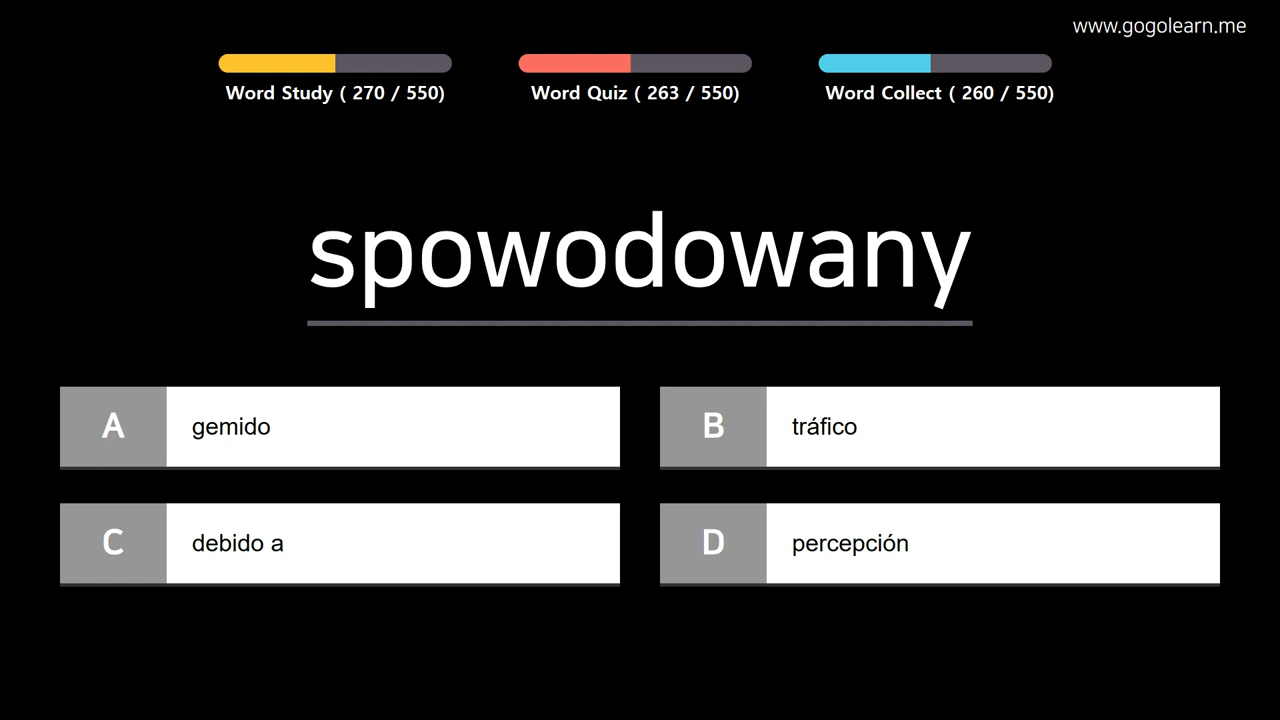 www.gogolearn.me
Word Study ( 270 / 550)
Word Quiz ( 263 / 550)
Word Collect ( 260 / 550)
spowodowany
A gemido
B tráfico
C debido a
D percepción